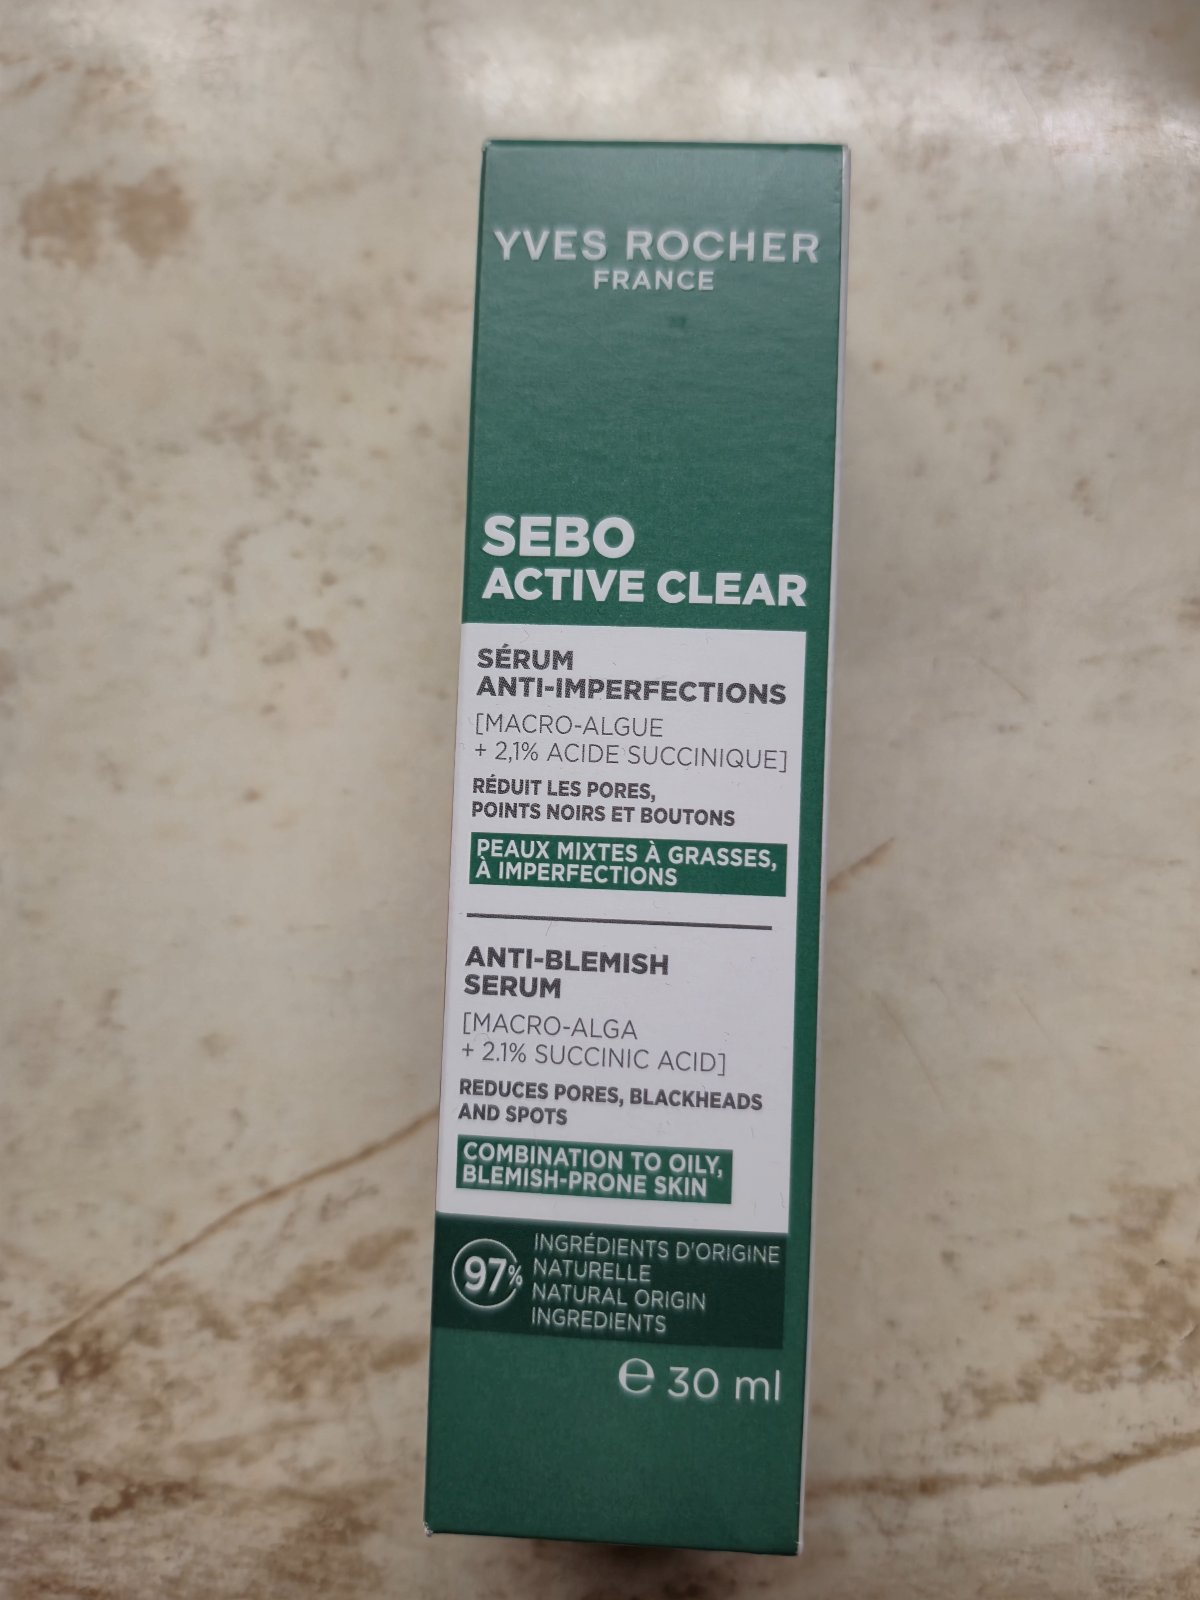 YVES ROCHER
FRANCE
SEBO
ACTIVE CLEAR
SÉRUM
ANTI-IMPERFECTIONS
[MACRO-ALGUE
+ 2,1% ACIDE SUCCINIQUE]
RÉDUIT LES PORES,
POINTS NOIRS ET BOUTONS
PEAUX MIXTES À GRASSES,
À IMPERFECTIONS
ANTI-BLEMISH
SERUM
[MACRO-ALGA
+ 2.1% SUCCINIC ACID]
REDUCES PORES, BLACKHEADS
AND SPOTS
COMBINATION TO OILY,
BLEMISH-PRONE SKIN
97%
INGRÉDIENTS D'ORIGINE
NATURELLE
NATURAL ORIGIN
INGREDIENTS
℮ 30 ml